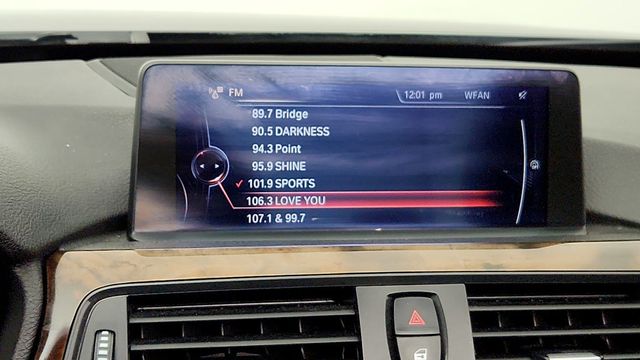 FM 12:01 pm WFAN
89.7 Bridge
90.5 DARKNESS
94.3 Point
95.9 SHINE
101.9 SPORTS
106.3 LOVE YOU
107.1 & 99.7